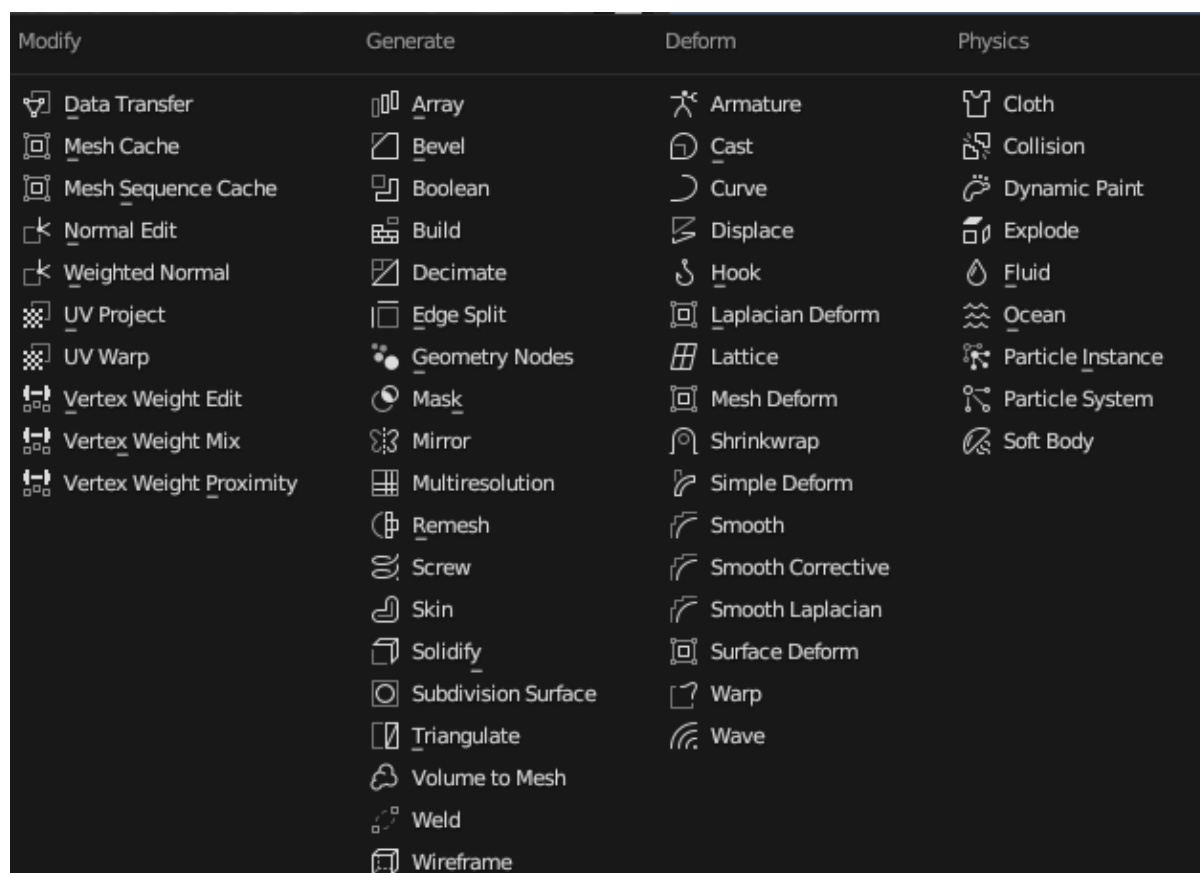 Modify
Data Transfer
Mesh Cache
Mesh Sequence Cache
Normal Edit
Weighted Normal
UV Project
UV Warp
Vertex Weight Edit
Vertex Weight Mix
Vertex Weight Proximity
Generate
Array
Bevel
Boolean
Build
Decimate
Edge Split
Geometry Nodes
Mask
Mirror
Multiresolution
Remesh
Screw
Skin
Solidify
Subdivision Surface
Triangulate
Volume to Mesh
Weld
Wireframe
Deform
Armature
Cast
Curve
Displace
Hook
Laplacian Deform
Lattice
Mesh Deform
Shrinkwrap
Simple Deform
Smooth
Smooth Corrective
Smooth Laplacian
Surface Deform
Warp
Wave
Physics
Cloth
Collision
Dynamic Paint
Explode
Fluid
Ocean
Particle Instance
Particle System
Soft Body